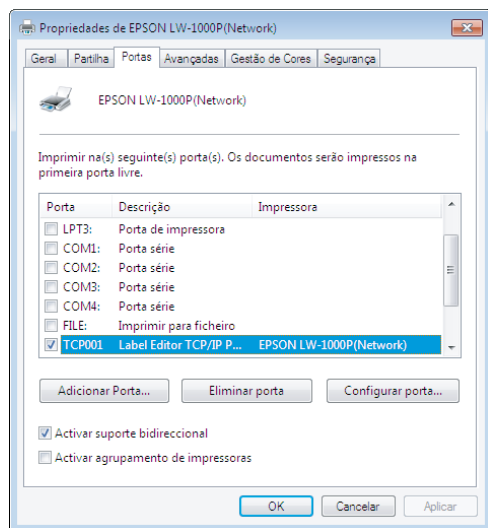 Propriedades de EPSON LW-1000P(Network)
Geral Partilha Portas Avançadas Gestão de Cores Segurança
EPSON LW-1000P(Network)
Imprimir na(s) seguinte(s) porta(s). Os documentos serão impressos na
primeira porta livre.
Porta Descrição Impressora
LPT3: Porta de impressora
COM1: Porta série
COM2: Porta série
COM3: Porta série
COM4: Porta série
FILE: Imprimir para ficheiro
TCP001 Label Editor TCP/IP P... EPSON LW-1000P(Network)
Adicionar Porta... Eliminar porta Configurar porta...
Activar suporte bidireccional
Activar agrupamento de impressoras
OK Cancelar Aplicar